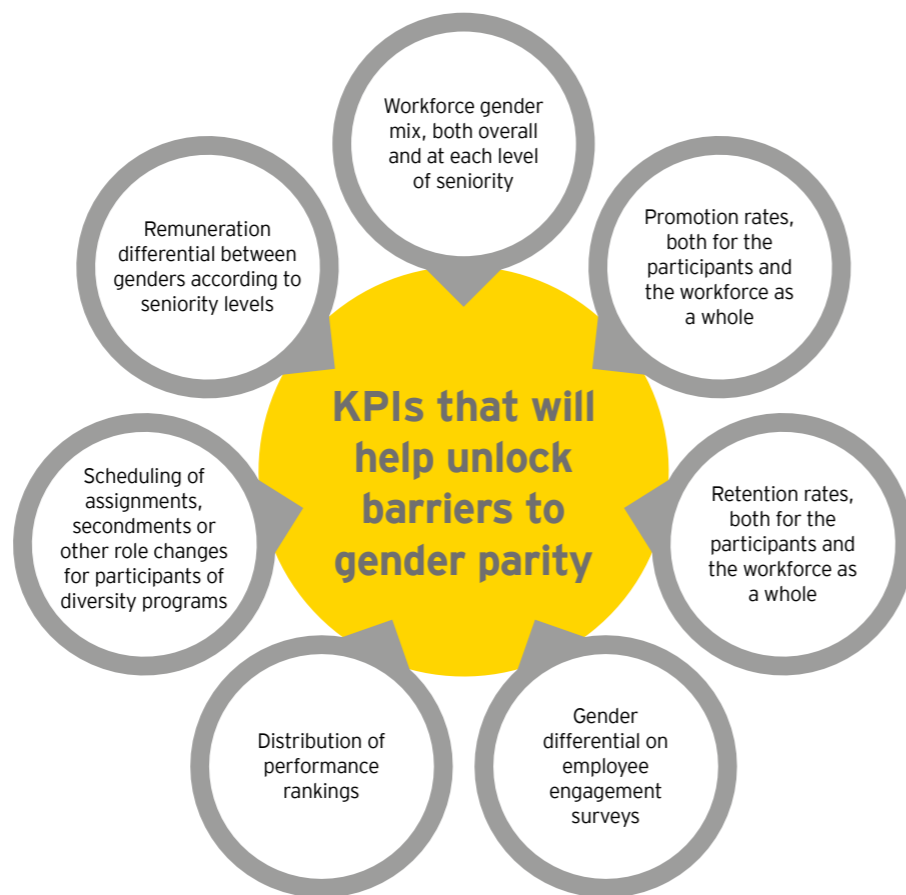 Workforce gender
mix, both overall
and at each level
of seniority
Promotion rates,
both for the
participants and
the workforce as
a whole
Retention rates,
both for the
participants and
the workforce as
a whole
Gender
differential on
employee
engagement
surveys
Distribution of
performance
rankings
Scheduling of
assignments,
secondments or
other role changes
for participants of
diversity programs
Remuneration
differential between
genders according to
seniority levels
KPIs that will
help unlock
barriers to
gender parity